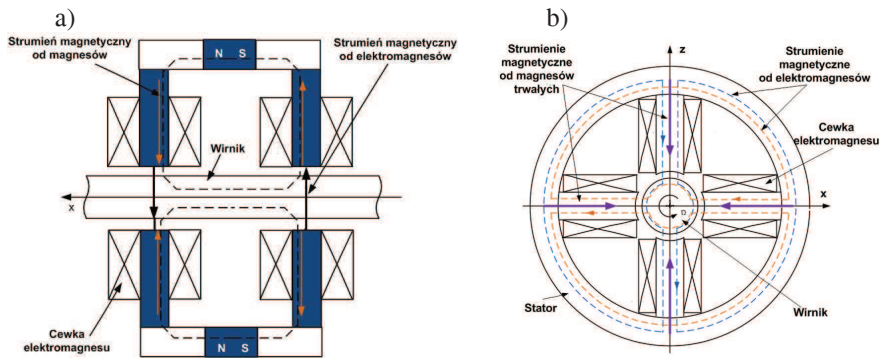 a)
Strumień magnetyczny
od magnesów
N S
Strumień magnetyczny
od elektromagnesów
Wirnik
x
Cewka
elektromagnesu
N S
b)
z
Strumienie
magnetyczne
od magnesów
trwałych
Strumienie
magnetyczne
od elektromagnesów
Cewka
elektromagnesu
x
Ω
Stator
Wirnik